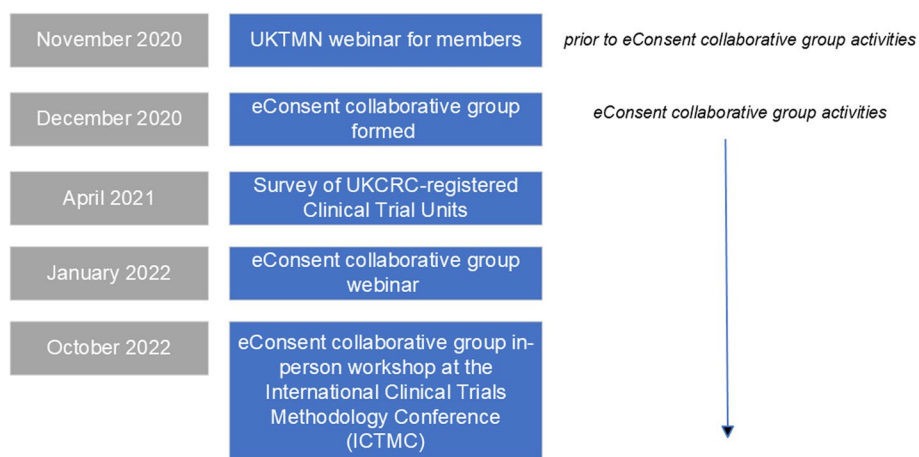 November 2020
UKTMN webinar for members
prior to eConsent collaborative group activities
December 2020
eConsent collaborative group
formed
eConsent collaborative group activities
April 2021
Survey of UKCRC-registered
Clinical Trial Units
January 2022
eConsent collaborative group
webinar
October 2022
eConsent collaborative group in-
person workshop at the
International Clinical Trials
Methodology Conference
(ICTMC)